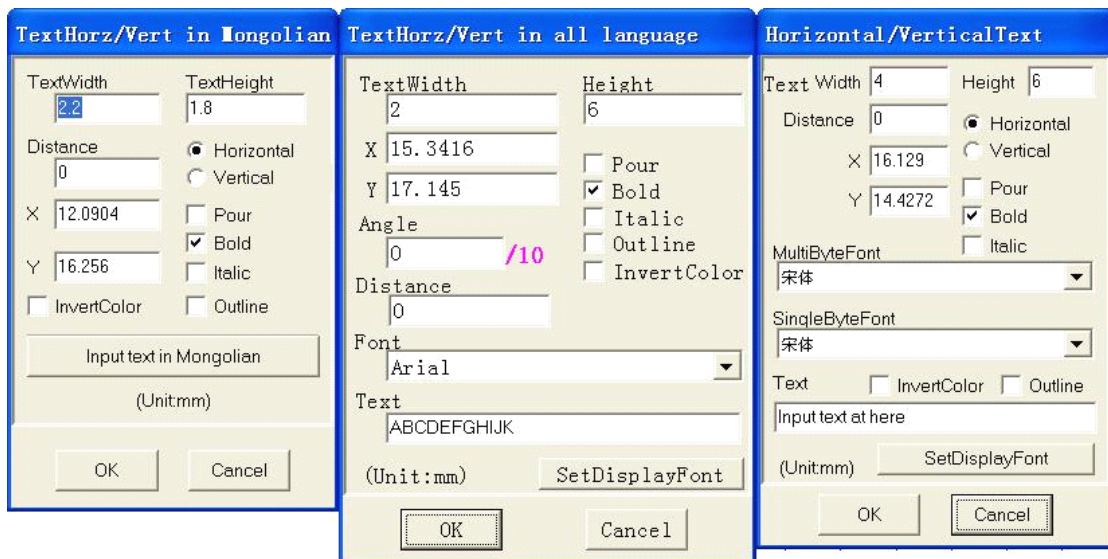 TextHorz/Vert in Mongolian
TextWidth TextHeight
2.2 1.8
Distance
0
Horizontal
Vertical
X 12.0904
Pour
Bold
Y 16.256
Italic
InvertColor Outline
Input text in Mongolian
(Unit:mm)
OK Cancel
TextHorz/Vert in all language
TextWidth Height
2 6
X 15.3416
Y 17.145
Pour
Bold
Italic
Outline
InvertColor
Angle
0 /10
Distance
0
Font
Arial
Text
ABCDEFGHIJK
(Unit:mm) SetDisplayFont
OK Cancel
Horizontal/VerticalText
Text Width 4 Height 6
Distance 0
Horizontal
Vertical
X 16.129
Y 14.4272
Pour
Bold
Italic
MultiByteFont
宋体
SingleByteFont
宋体
Text InvertColor Outline
Input text at here
(Unit:mm) SetDisplayFont
OK Cancel